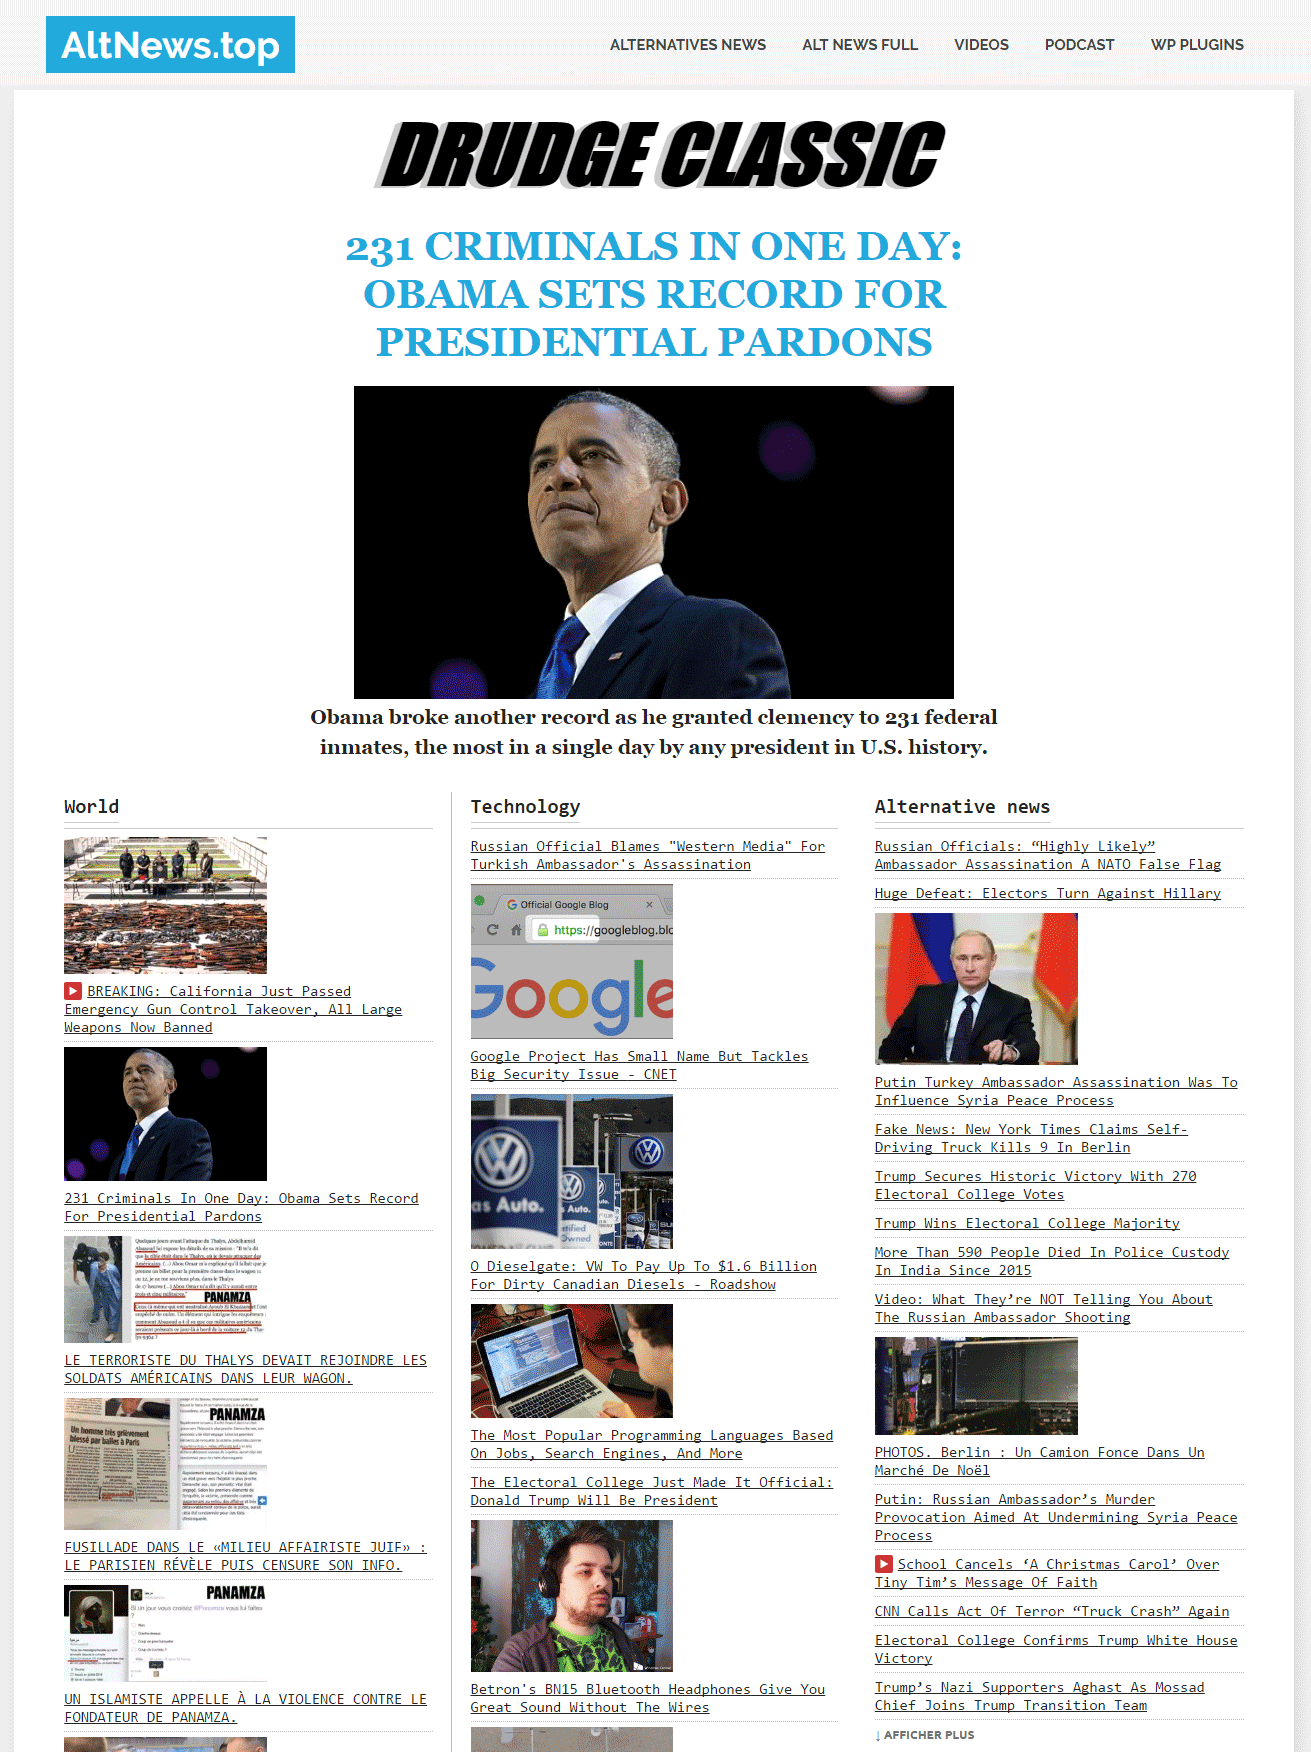 AltNews.top
ALTERNATIVES NEWS
ALT NEWS FULL
VIDEOS
PODCAST
WP PLUGINS
DRUDGE CLASSIC
231 CRIMINALS IN ONE DAY:
OBAMA SETS RECORD FOR
PRESIDENTIAL PARDONS
Obama broke another record as he granted clemency to 231 federal
inmates, the most in a single day by any president in U.S. history.
World
BREAKING: California Just Passed
Emergency Gun Control Takeover, All Large
Weapons Now Banned
231 Criminals In One Day: Obama Sets Record
For Presidential Pardons
PANAMZA
LE TERRORISTE DU THALYS DEVAIT REJOINDRE LES
SOLDATS AMÉRICAINS DANS LEUR WAGON.
Un homme très grièvement
blessé par balles à Paris
PANAMZA
FUSILLADE DANS LE «MILIEU AFFAIRISTE JUIF» :
LE PARISIEN RÉVÈLE PUIS CENSURE SON INFO.
PANAMZA
Si un jour vous croisez @Panamza vous lui faites
?
UN ISLAMISTE APPELLE À LA VIOLENCE CONTRE LE
FONDATEUR DE PANAMZA.
Technology
Russian Official Blames "Western Media" For
Turkish Ambassador's Assassination
Official Google Blog
https://googleblog.blo
Google
Google Project Has Small Name But Tackles
Big Security Issue - CNET
as Auto.
Auto.
Owned
O Dieselgate: VW To Pay Up To $1.6 Billion
For Dirty Canadian Diesels - Roadshow
The Most Popular Programming Languages Based
On Jobs, Search Engines, And More
The Electoral College Just Made It Official:
Donald Trump Will Be President
Betron's BN15 Bluetooth Headphones Give You
Great Sound Without The Wires
Alternative news
Russian Officials: “Highly Likely”
Ambassador Assassination A NATO False Flag
Huge Defeat: Electors Turn Against Hillary
Putin Turkey Ambassador Assassination Was To
Influence Syria Peace Process
Fake News: New York Times Claims Self-
Driving Truck Kills 9 In Berlin
Trump Secures Historic Victory With 270
Electoral College Votes
Trump Wins Electoral College Majority
More Than 590 People Died In Police Custody
In India Since 2015
Video: What They’re NOT Telling You About
The Russian Ambassador Shooting
PHOTOS. Berlin : Un Camion Fonce Dans Un
Marché De Noël
Putin: Russian Ambassador’s Murder
Provocation Aimed At Undermining Syria Peace
Process
School Cancels ‘A Christmas Carol’ Over
Tiny Tim’s Message Of Faith
CNN Calls Act Of Terror “Truck Crash” Again
Electoral College Confirms Trump White House
Victory
Trump’s Nazi Supporters Aghast As Mossad
Chief Joins Trump Transition Team
↓ AFFICHER PLUS